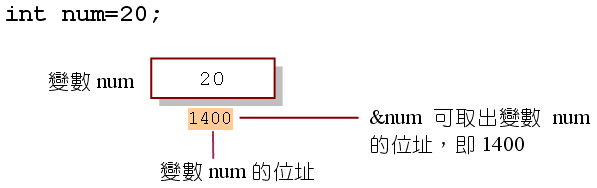 int num=20;
變數 num
20
1400
&num 可取出變數 num
的位址，即 1400
變數 num 的位址